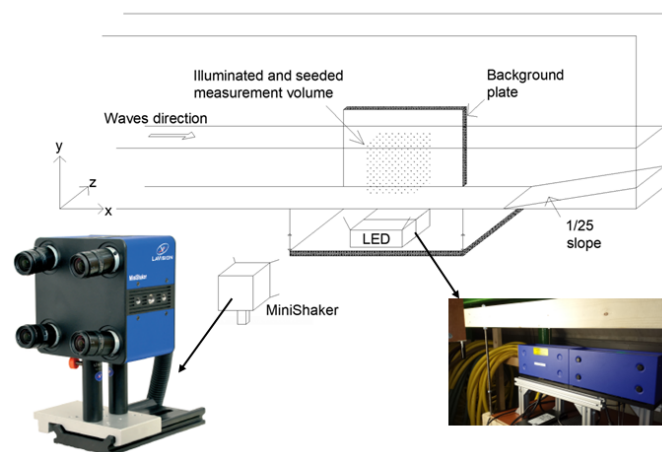 Illuminated and seeded
measurement volume
Background
plate
Waves direction
y
z
x
1/25
slope
LED
MiniShaker
LAVISION
MiniShaker